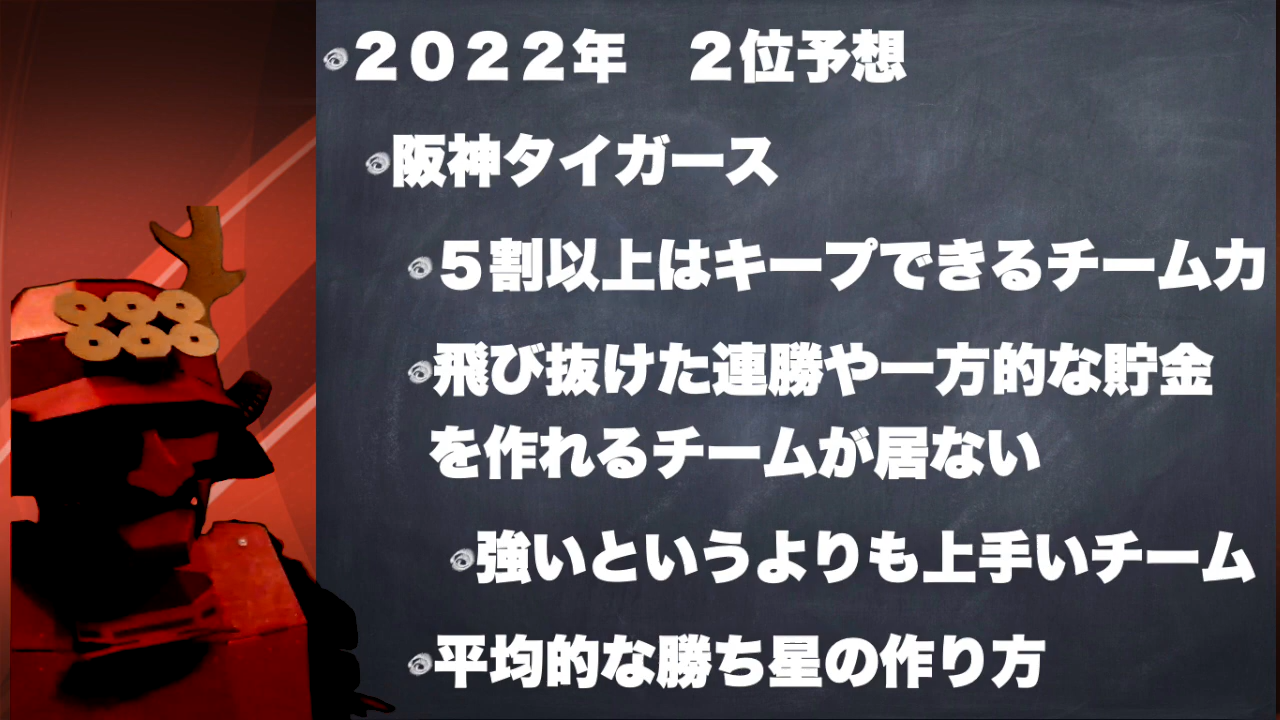 ２０２２年　２位予想
阪神タイガース
５割以上はキープできるチーム力
飛び抜けた連勝や一方的な貯金
を作れるチームが居ない
強いというよりも上手いチーム
平均的な勝ち星の作り方